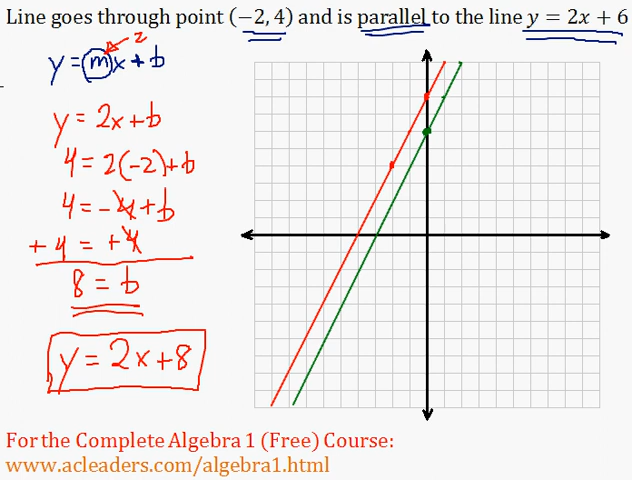 Line goes through point (−2, 4) and is parallel to the line y = 2x + 6
2
y = mx + b
y = 2x + b
4 = 2(-2) + b
4 = -4 + b
+ 4 = + 4
8 = b
y = 2x + 8
For the Complete Algebra 1 (Free) Course:
www.acleaders.com/algebra1.html